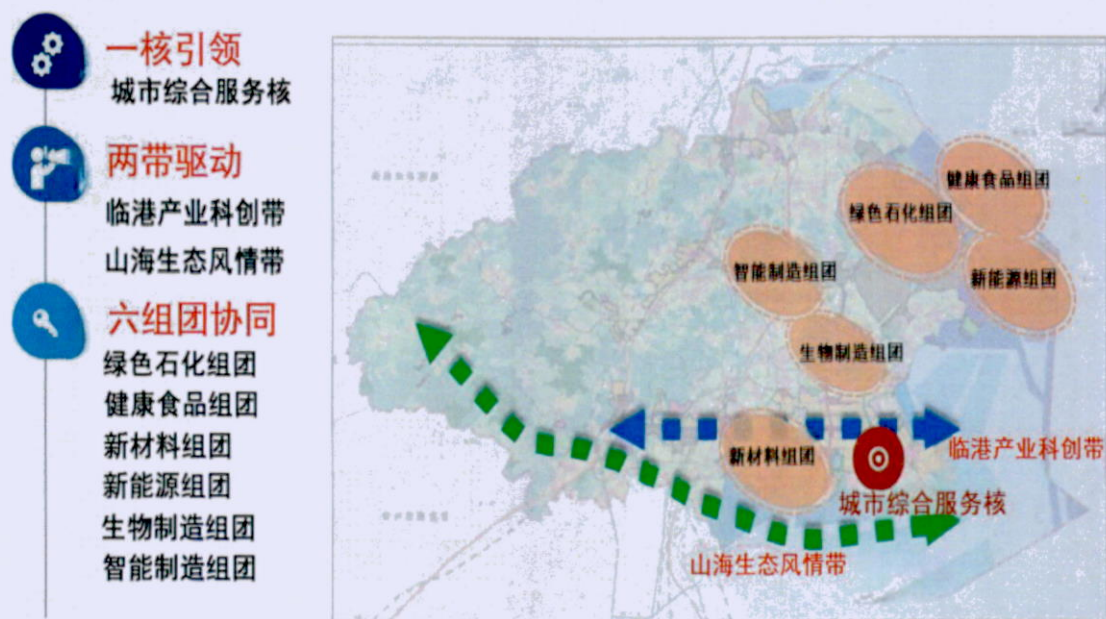 一核引领
城市综合服务核
两带驱动
临港产业科创带
山海生态风情带
六组团协同
绿色石化组团
健康食品组团
新材料组团
新能源组团
生物制造组团
智能制造组团
健康食品组团
绿色石化组团
智能制造组团
新能源组团
生物制造组团
临港产业科创带
新材料组团
城市综合服务核
山海生态风情带